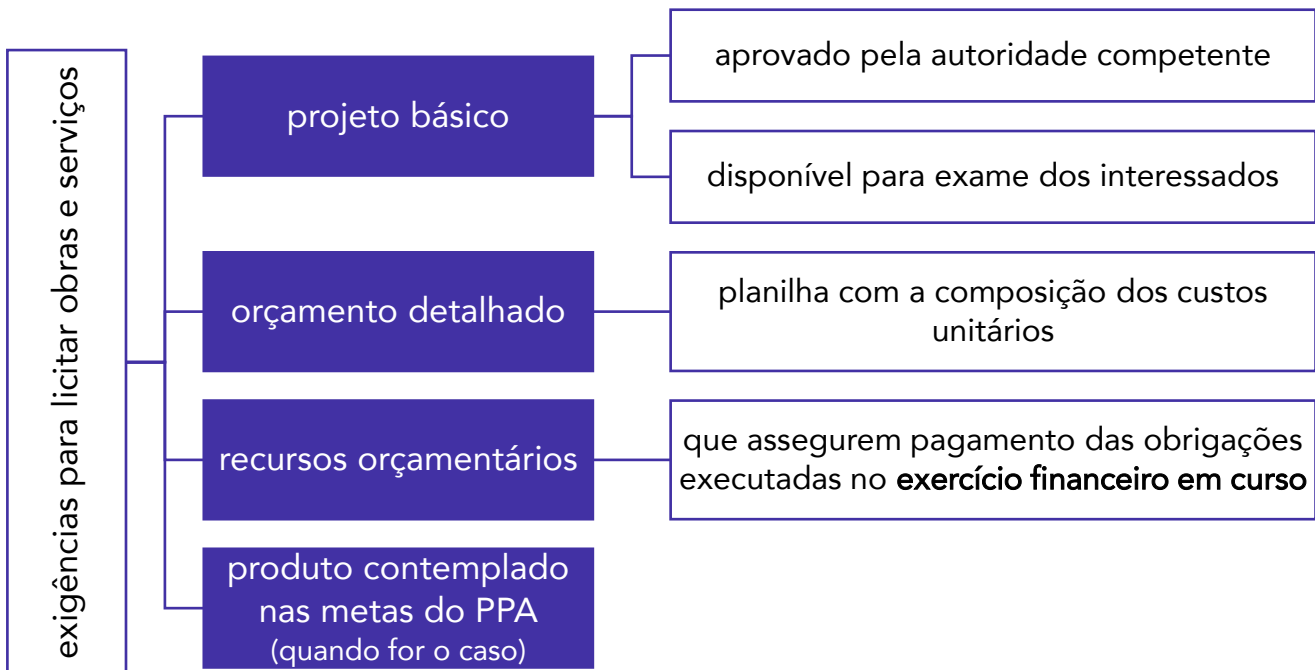 exigências para licitar obras e serviços
projeto básico
aprovado pela autoridade competente
disponível para exame dos interessados
orçamento detalhado
planilha com a composição dos custos
unitários
recursos orçamentários
que assegurem pagamento das obrigações
executadas no exercício financeiro em curso
produto contemplado
nas metas do PPA
(quando for o caso)